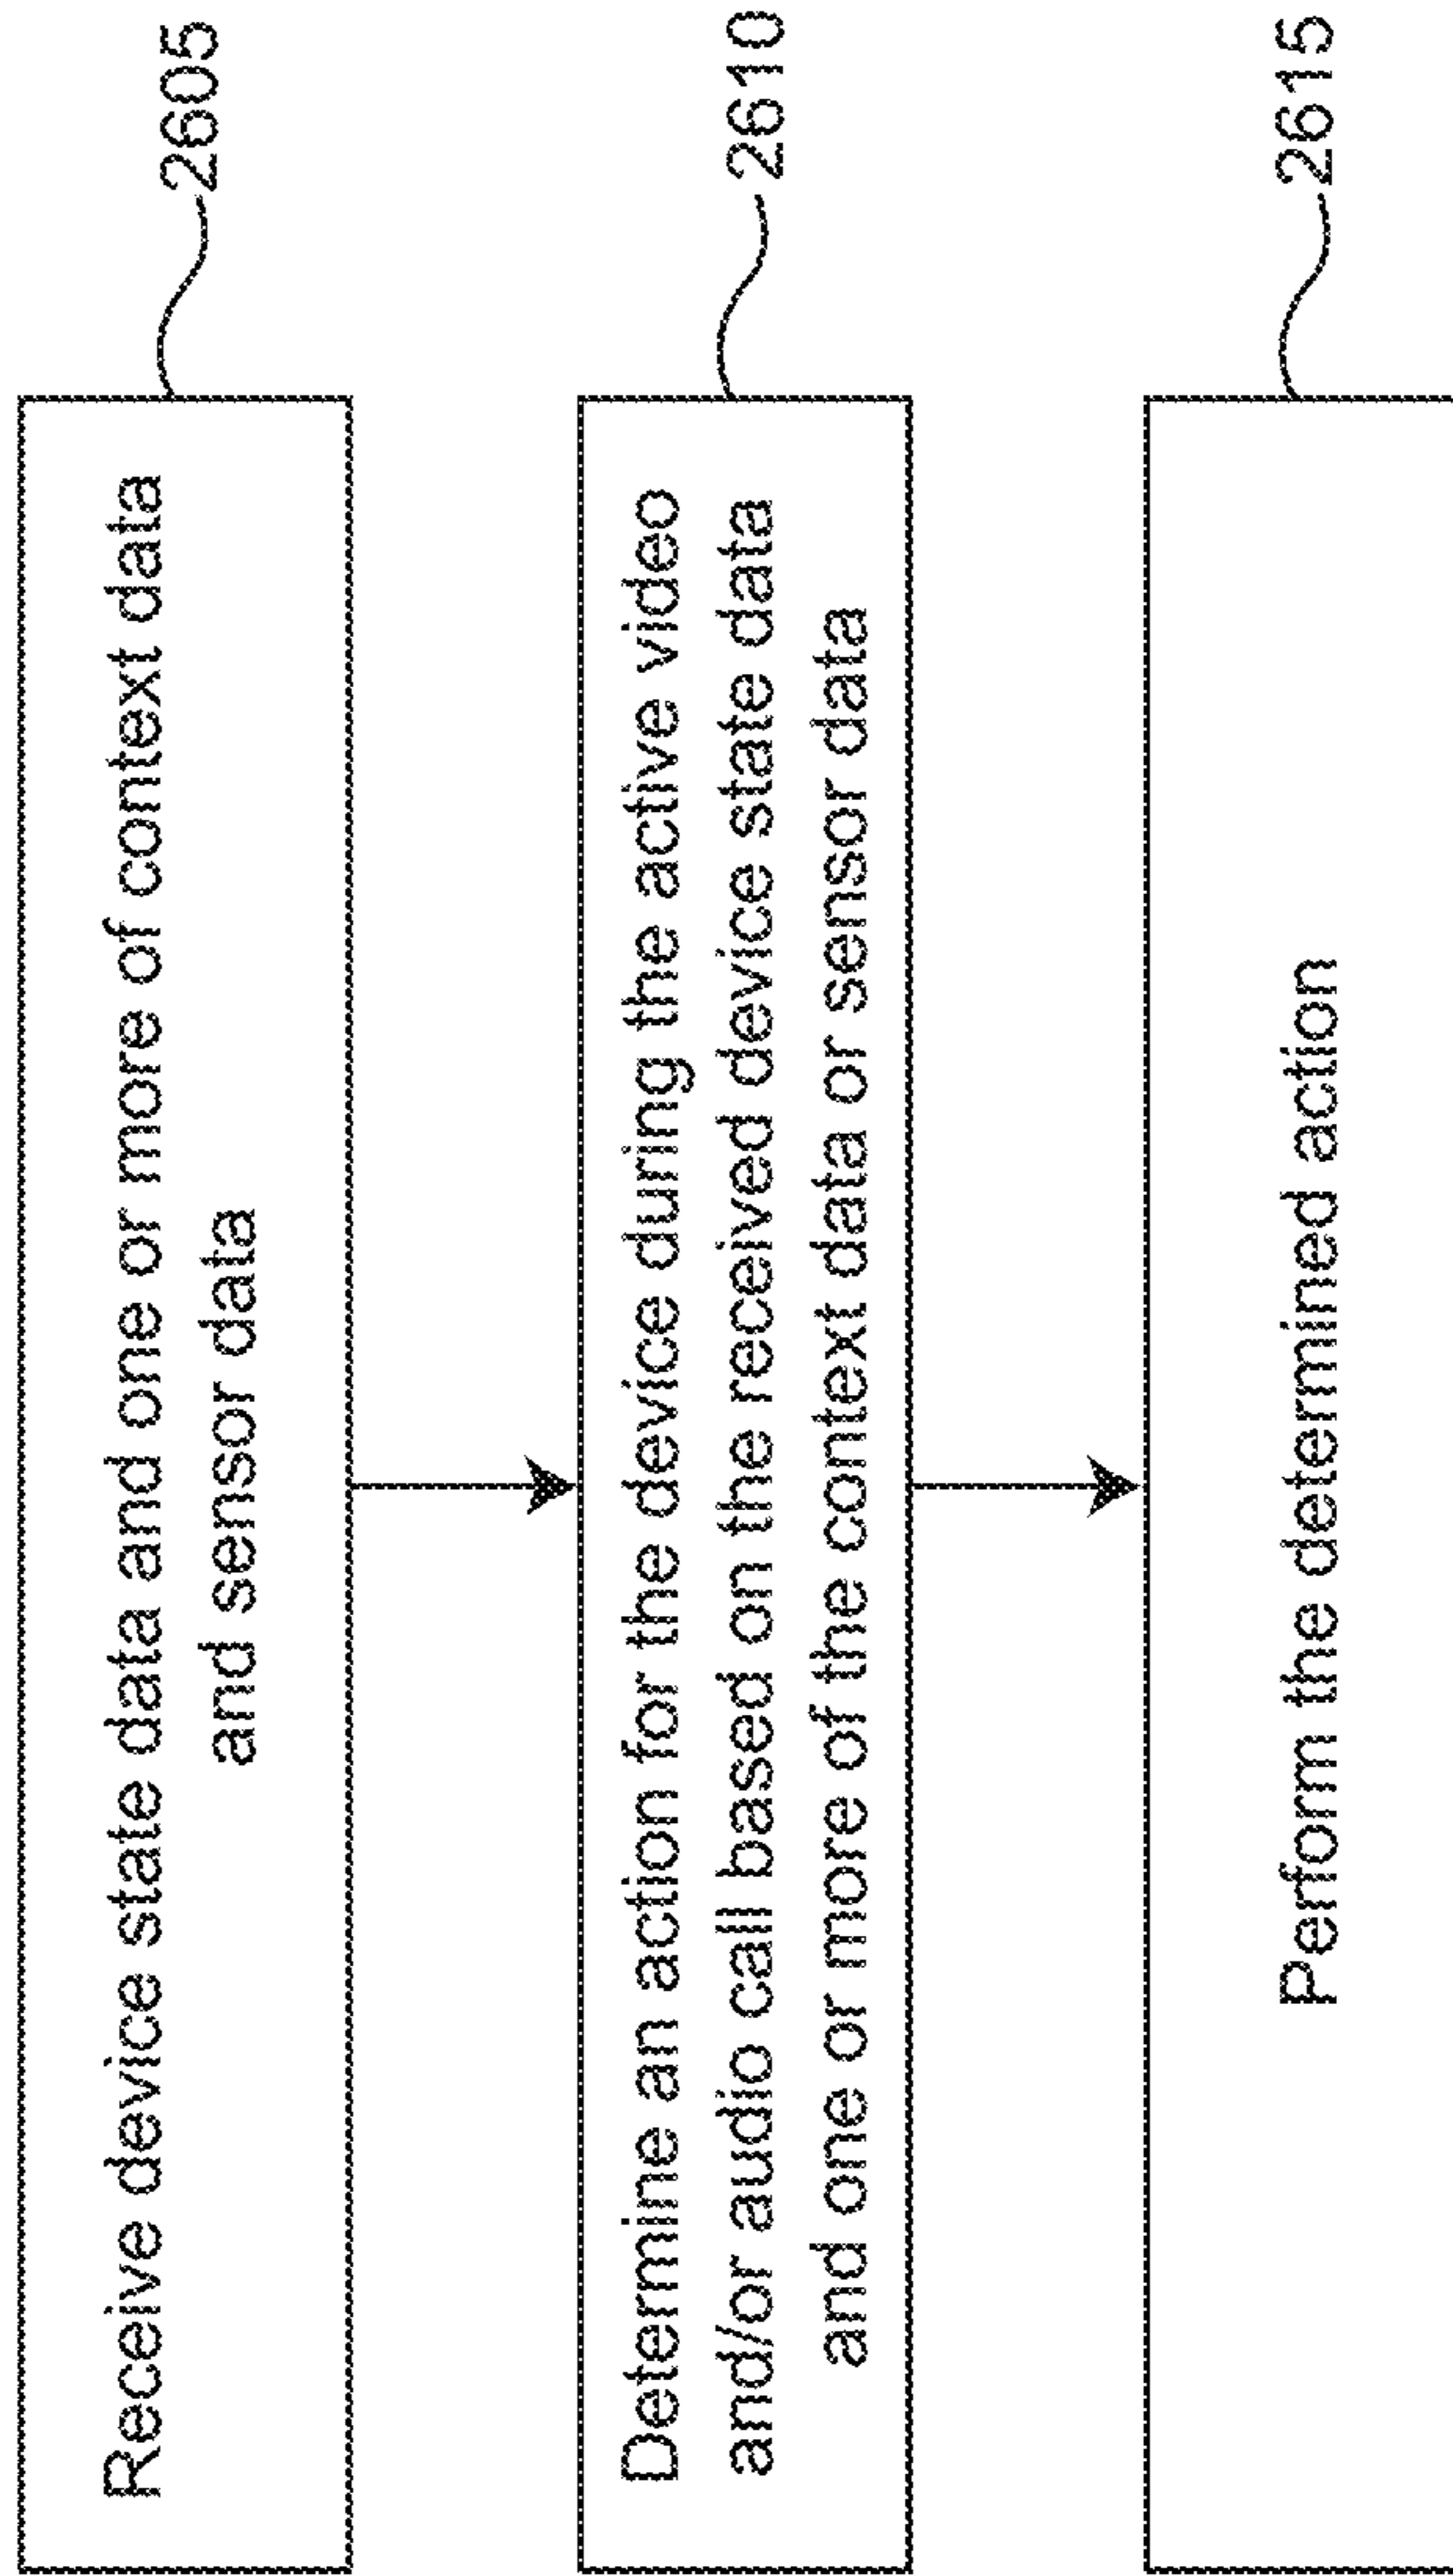 Receive device state data and one or more of context data
and sensor data
2605
Determine an action for the device during the active video
and/or audio call based on the received device state data
and one or more of the context data or sensor data
2610
Perform the determined action
2615